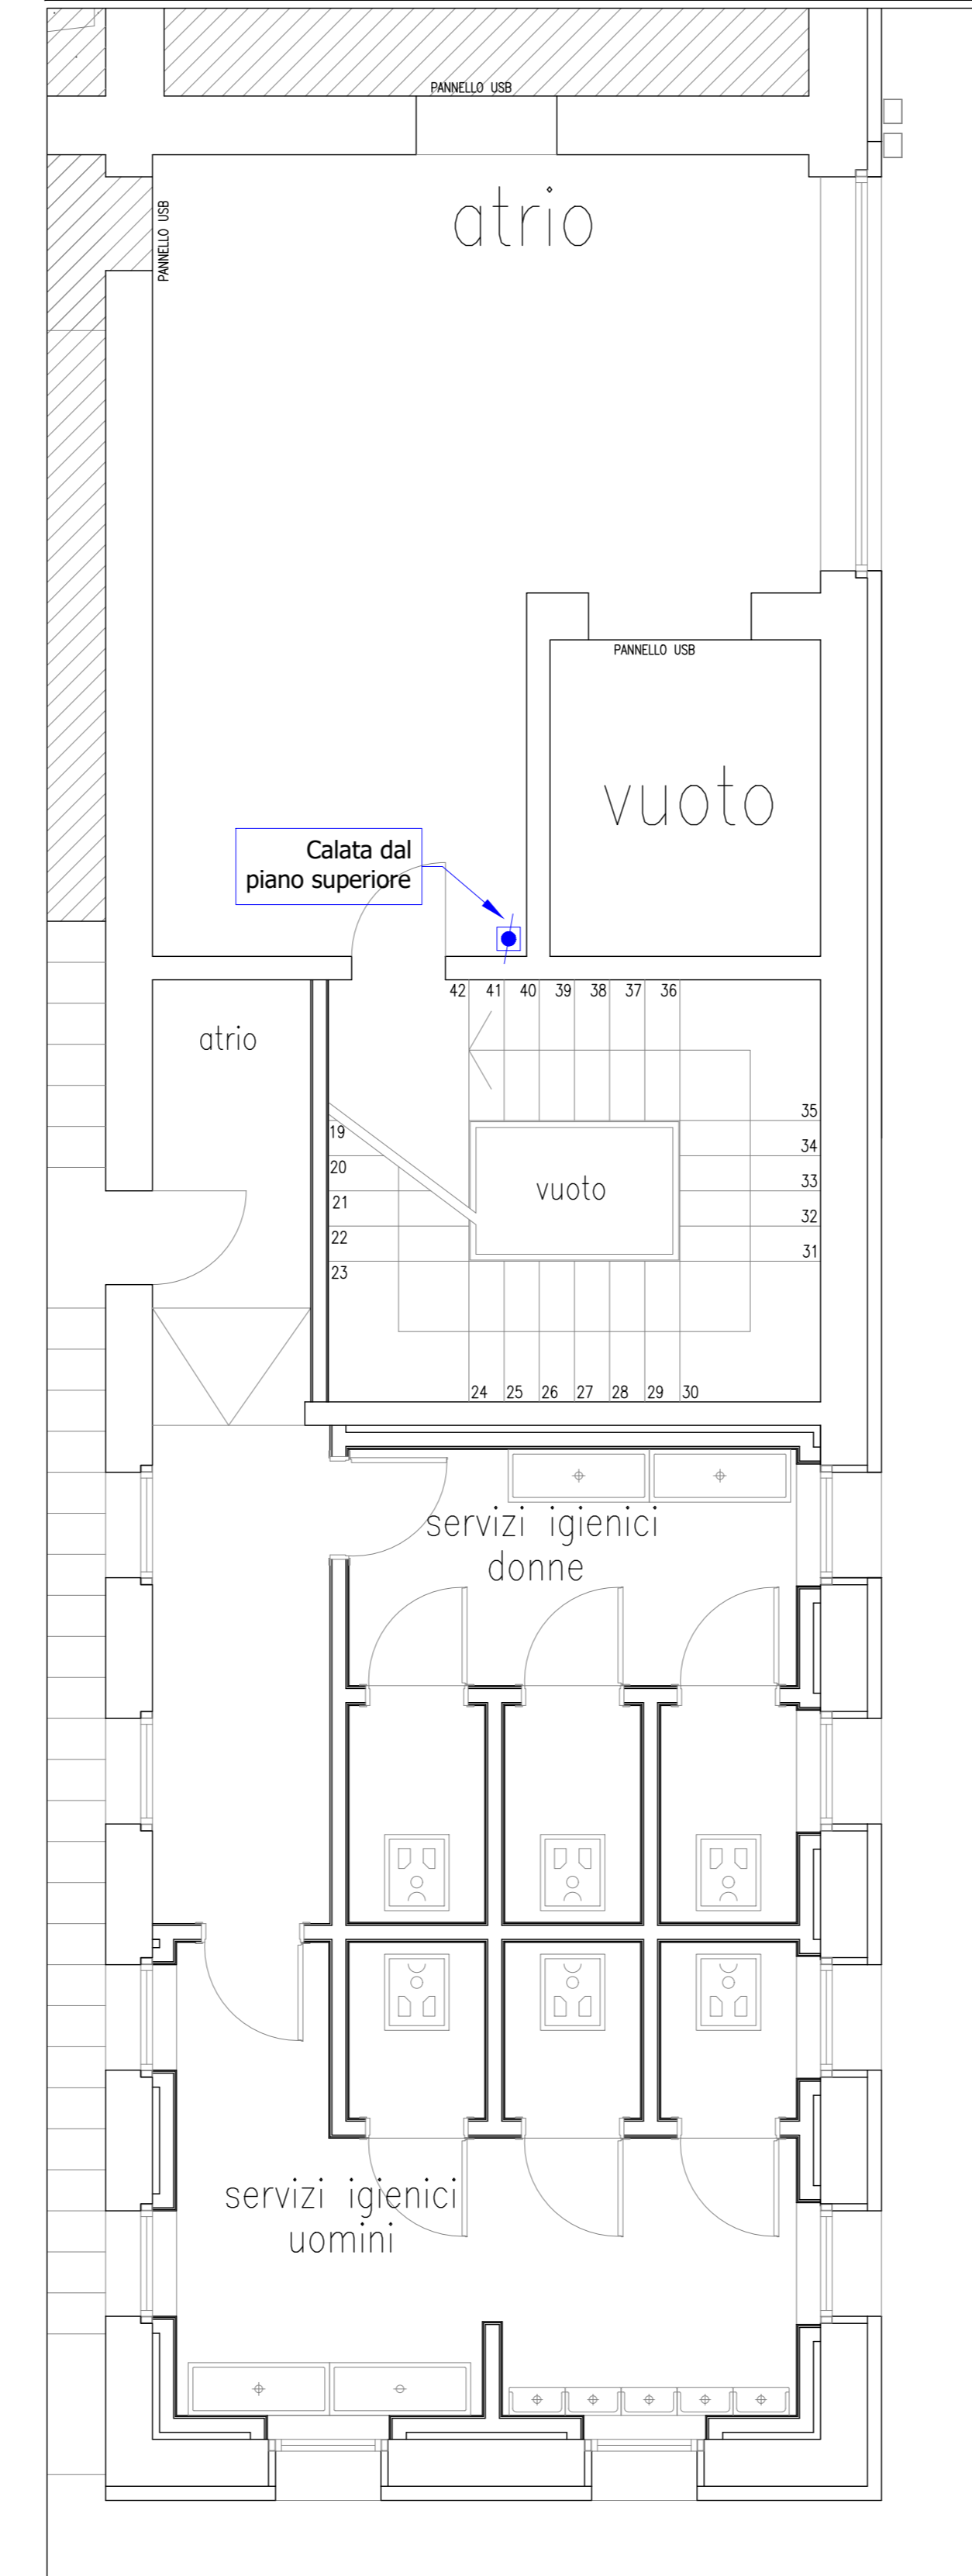 PANNELLO USB
atrio
PANNELLO USB
PANNELLO USB
vuoto
Calata dal
piano superiore
42 41 40 39 38 37 36
atrio
35
19
34
20
vuoto
33
21
32
22
31
23
24 25 26 27 28 29 30
servizi igienici
donne
servizi igienici
uomini